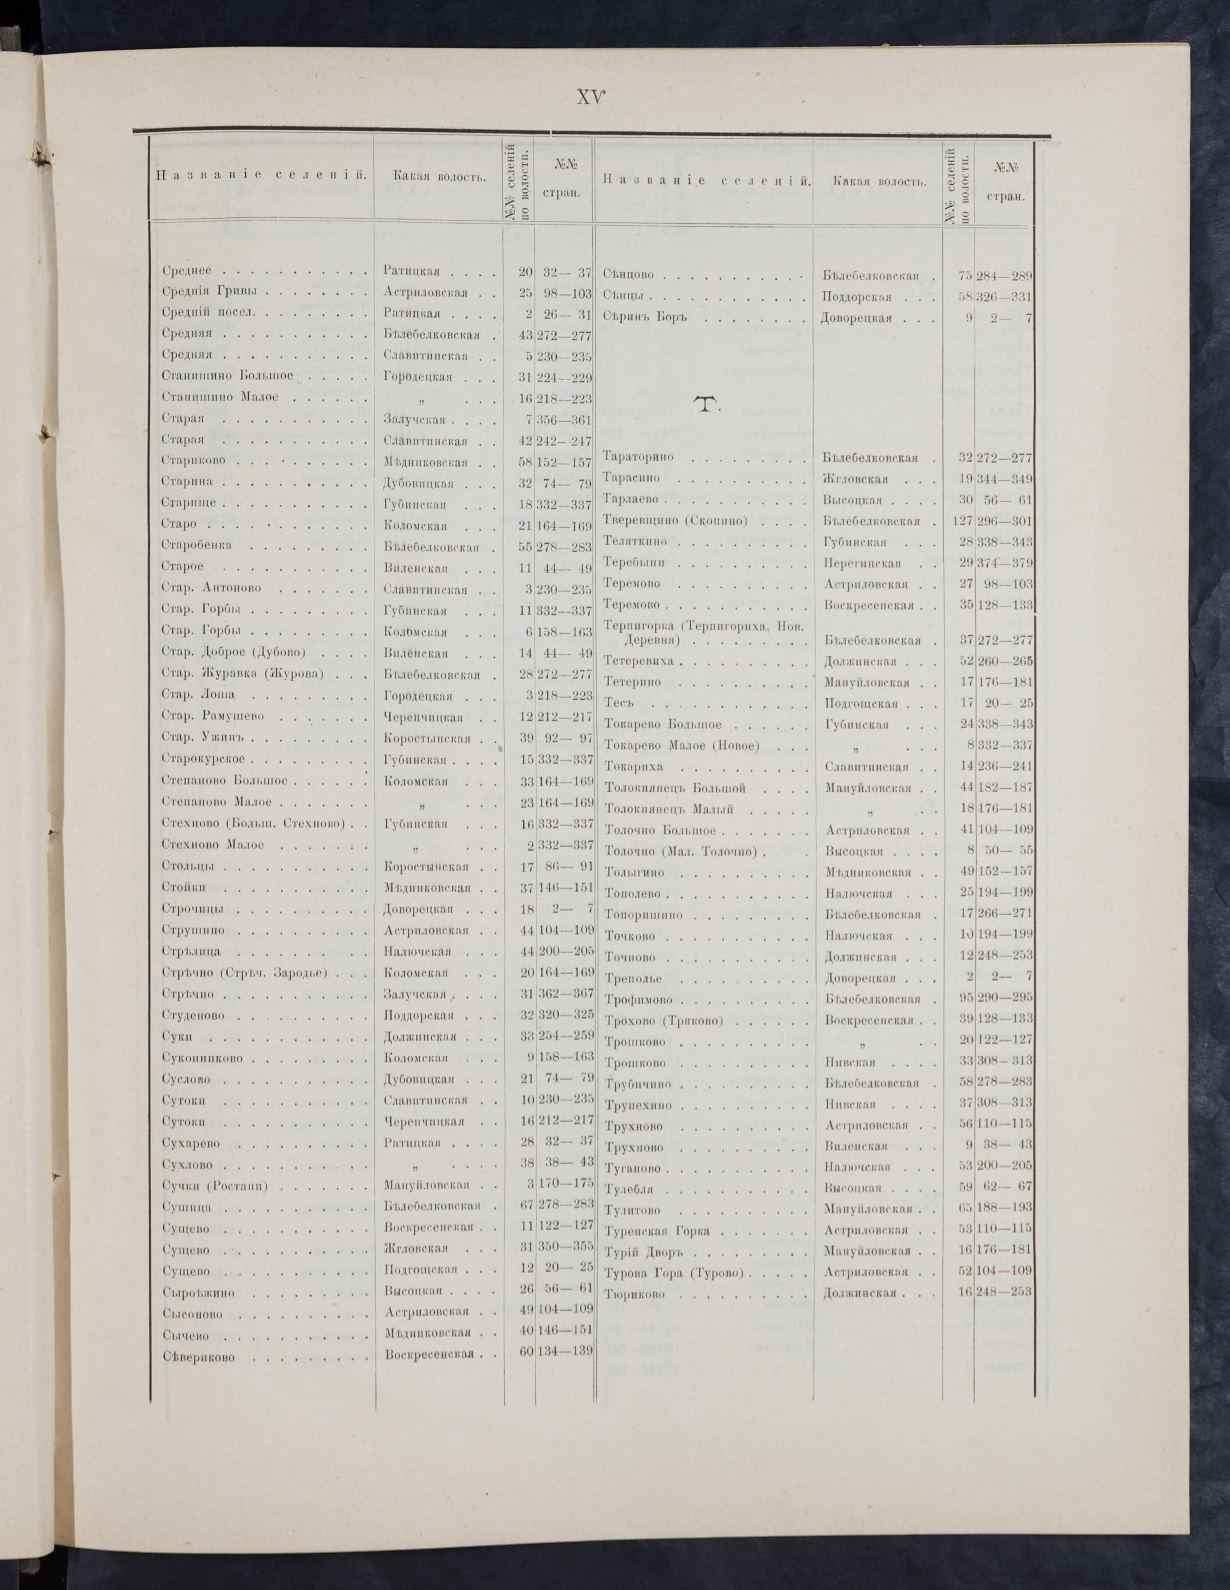 XV
Названіе селеній. Какая волость. №№ селеній по волости. №№ стран.
Среднее . . . . . . . . . . . Ратицкая . . . . 20 32— 37
Среднія Гривы . . . . . . . . Астриловская . . 25 98—103
Средній посел. . . . . . . . . Ратицкая . . . . 2 26— 31
Средняя . . . . . . . . . . . Бѣлебелковская . 43 272—277
Средняя . . . . . . . . . . . Славитинская . . 5 230—235
Станишино Большое . . . . . Городецкая . . . 31 224—229
Станишино Малое . . . . . . „ . . . 16 218—223
Старая . . . . . . . . . . . Залучская . . . . 7 356—361
Старая . . . . . . . . . . . Славитинская . . 42 242—247
Стариково . . . . . . . . . . Мѣдниковская . . 58 152—157
Старина . . . . . . . . . . . Дубовицкая . . . 32 74— 79
Старище . . . . . . . . . . . Губинская . . . 18 332—337
Старо . . . . . . . . . . . . Коломская . . . 21 164—169
Старобенка . . . . . . . . . Бѣлебелковская . 55 278—283
Старое . . . . . . . . . . . Виленская . . . 11 44— 49
Стар. Антоново . . . . . . . Славитинская . . 3 230—235
Стар. Горбы . . . . . . . . . Губинская . . . 11 332—337
Стар. Горбы . . . . . . . . . Коломская . . . 6 158—163
Стар. Доброе (Дубово) . . . . Виленская . . . 14 44— 49
Стар. Журавка (Журова) . . . Бѣлебелковская . 28 272—277
Стар. Лоша . . . . . . . . . Городецкая . . . 3 218—223
Стар. Рамушево . . . . . . . Черенчицкая . . 12 212—217
Стар. Ужинъ . . . . . . . . . Коростынская . . 39 92— 97
Старокурское . . . . . . . . . Губинская . . . . 15 332—337
Степаново Большое . . . . . . Коломская . . . 33 164—169
Степаново Малое . . . . . . . „ . . . 23 164—169
Стехново (Больш. Стехново) . . Губинская . . . 16 332—337
Стехново Малое . . . . . . . „ . . . 2 332—337
Стольцы . . . . . . . . . . . Коростынская . . 17 86— 91
Стойки . . . . . . . . . . . Мѣдниковская . . 37 146—151
Строчицы . . . . . . . . . . Доворецкая . . . 18 2— 7
Струшино . . . . . . . . . . Астриловская . . 44 104—109
Стрѣлица . . . . . . . . . . Налючская . . . 44 200—205
Стрѣчно (Стрѣч. Зародье) . . . Коломская . . . 20 164—169
Стрѣчно . . . . . . . . . . . Залучская . . . . 31 362—367
Студеново . . . . . . . . . . Поддорская . . . 32 320—325
Суки . . . . . . . . . . . . Должинская . . . 33 254—259
Суконниково . . . . . . . . . Коломская . . . 9 158—163
Суслово . . . . . . . . . . . Дубовицкая . . . 21 74— 79
Сутоки . . . . . . . . . . . Славитинская . . 10 230—235
Сутоки . . . . . . . . . . . Черенчицкая . . 16 212—217
Сухарево . . . . . . . . . . Ратицкая . . . . 28 32— 37
Сухлово . . . . . . . . . . . „ . . . . 38 38— 43
Сучки (Ростани) . . . . . . . Мануйловская . . 3 170—175
Сушица . . . . . . . . . . . Бѣлебелковская . 67 278—283
Сущево . . . . . . . . . . . Воскресенская . . 11 122—127
Сущево . . . . . . . . . . . Жгловская . . . 31 350—355
Сущево . . . . . . . . . . . Подгощская . . . 12 20— 25
Сыроѣжино . . . . . . . . . . Высоцкая . . . . 26 56— 61
Сысоново . . . . . . . . . . Астриловская . . 49 104—109
Сычево . . . . . . . . . . . Мѣдниковская . . 40 146—151
Сѣвериково . . . . . . . . . Воскресенская . . 60 134—139
Названіе селеній. Какая волость. №№ селеній по волости. №№ стран.
Сѣнцово . . . . . . . . . . . Бѣлебелковская . 75 284—289
Сѣнцы . . . . . . . . . . . . Поддорская . . . 58 326—331
Сѣринъ Боръ . . . . . . . . Доворецкая . . . 9 2— 7
Т.
Тараторино . . . . . . . . . Бѣлебелковская . 32 272—277
Тарасино . . . . . . . . . . Жгловская . . . 19 344—349
Тарлаево . . . . . . . . . . . Высоцкая . . . . 30 56— 61
Тверевщино (Скопино) . . . . Бѣлебелковская . 127 296—301
Теляткино . . . . . . . . . . Губинская . . . 28 338—343
Теребыни . . . . . . . . . . Перегинская . . 29 374—379
Теремово . . . . . . . . . . Астриловская . . 27 98—103
Теремово . . . . . . . . . . . Воскресенская . . 35 128—133
Терпигорка (Терпигориха, Нов.
Деревня) . . . . . . . . . Бѣлебелковская . 37 272—277
Тетеревиха . . . . . . . . . . Должинская . . . 52 260—265
Тетерино . . . . . . . . . . Мануйловская . . 17 176—181
Тесъ . . . . . . . . . . . . Подгощская . . . 17 20— 25
Токарево Большое . . . . . . Губинская . . . 24 338—343
Токарево Малое (Новое) . . . „ . . . 8 332—337
Токариха . . . . . . . . . . Славитинская . . 14 236—241
Толокнянецъ Большой . . . . Мануйловская . . 44 182—187
Толокнянецъ Малый . . . . . „ . . 18 176—181
Толочно Большое . . . . . . . Астриловская . . 41 104—109
Толочно (Мал. Толочно) . . Высоцкая . . . . 8 50— 55
Толыгино . . . . . . . . . . Мѣдниковская . . 49 152—157
Тополево . . . . . . . . . . . Налючская . . . 25 194—199
Топоришино . . . . . . . . . Бѣлебелковская . 17 266—271
Точково . . . . . . . . . . . Налючская . . . 10 194—199
Точново . . . . . . . . . . . Должинская . . . 12 248—253
Треполье . . . . . . . . . . Доворецкая . . . 2 2— 7
Трофимово . . . . . . . . . . Бѣлебелковская . 95 290—295
Трохово (Тряково) . . . . . . Воскресенская . . 39 128—133
Трошково . . . . . . . . . . „ . . 20 122—127
Трошково . . . . . . . . . . Нивская . . . . 33 308—313
Трубичино . . . . . . . . . . Бѣлебелковская . 58 278—283
Трупехино . . . . . . . . . . Нивская . . . . 37 308—313
Трухново . . . . . . . . . . Астриловская . . 56 110—115
Трухново . . . . . . . . . . Виленская . . . 9 38— 43
Туганово . . . . . . . . . . . Налючская . . . 53 200—205
Тулебля . . . . . . . . . . . Высоцкая . . . . 59 62— 67
Тулитово . . . . . . . . . . Мануйловская . . 65 188—193
Туренская Горка . . . . . . . Астриловская . . 53 110—115
Турій Дворъ . . . . . . . . . Мануйловская . . 16 176—181
Турова Гора (Турово) . . . . . Астриловская . . 52 104—109
Тюриково . . . . . . . . . . Должинская . . . 16 248—253